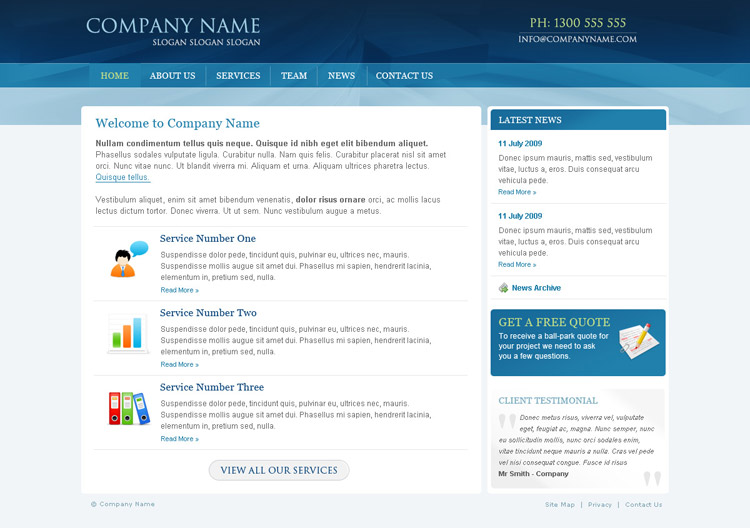 COMPANY NAME
SLOGAN SLOGAN SLOGAN
PH: 1300 555 555
INFO@COMPANYNAME.COM
HOME ABOUT US SERVICES TEAM NEWS CONTACT US
Welcome to Company Name
Nullam condimentum tellus quis neque. Quisque id nibh eget elit bibendum aliquet.
Phasellus sodales vulputate ligula. Curabitur nulla. Nam quis felis. Curabitur placerat nisl sit amet
orci. Nunc vitae nunc. Ut blandit viverra mi. Aliquam et urna. Aliquam ultrices pharetra lectus.
Quisque tellus.
Vestibulum aliquet, enim sit amet bibendum venenatis, dolor risus ornare orci, ac mollis lacus
lectus dictum tortor. Donec viverra. Ut ut sem. Nunc vestibulum augue a metus.
Service Number One
Suspendisse dolor pede, tincidunt quis, pulvinar eu, ultrices nec, mauris.
Suspendisse mollis augue sit amet dui. Phasellus mi sapien, hendrerit lacinia,
elementum in, pretium sed, nulla.
Read More »
Service Number Two
Suspendisse dolor pede, tincidunt quis, pulvinar eu, ultrices nec, mauris.
Suspendisse mollis augue sit amet dui. Phasellus mi sapien, hendrerit lacinia,
elementum in, pretium sed, nulla.
Read More »
Service Number Three
Suspendisse dolor pede, tincidunt quis, pulvinar eu, ultrices nec, mauris.
Suspendisse mollis augue sit amet dui. Phasellus mi sapien, hendrerit lacinia,
elementum in, pretium sed, nulla.
Read More »
VIEW ALL OUR SERVICES
LATEST NEWS
11 July 2009
Donec ipsum mauris, mattis sed, vestibulum
vitae, luctus a, eros. Duis consequat cursus
vehicula pede.
Read More »
11 July 2009
Donec ipsum mauris, mattis sed, vestibulum
vitae, luctus a, eros. Duis consequat cursus
vehicula pede.
Read More »
News Archive
GET A FREE QUOTE
To receive a ball-park quote for
your project we need to ask
you a few questions.
CLIENT TESTIMONIAL
Donec metus risus, viverra vel, vulputate
eget, feugiat ac, magna. Nunc semper, nunc
eu sollicitudin mollis, nunc orci sodales enim,
vitae tincidunt neque mauris a nulla. Cras vel pede
vel nisi consequat congue. Fusce id risus
Mr Smith - Company
© Company Name
Site Map | Privacy | Contact Us